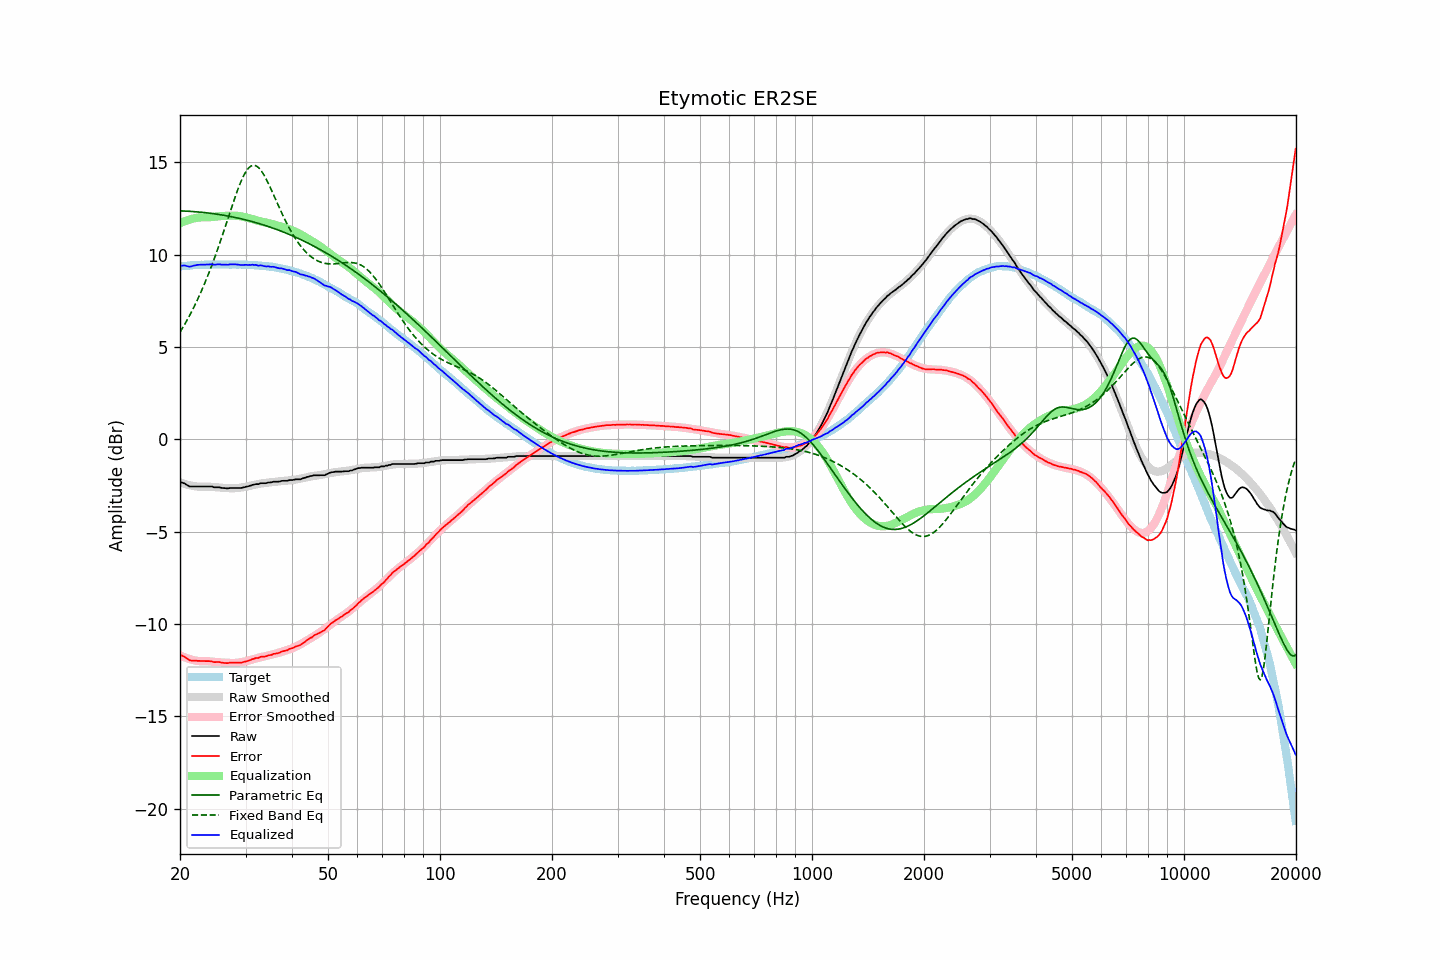 Etymotic ER2SE
Amplitude (dBr)
15
10
5
0
−5
−10
−15
−20
Target
Raw Smoothed
Error Smoothed
Raw
Error
Equalization
Parametric Eq
Fixed Band Eq
Equalized
20
50
100
200
500
1000
2000
5000
10000
20000
Frequency (Hz)